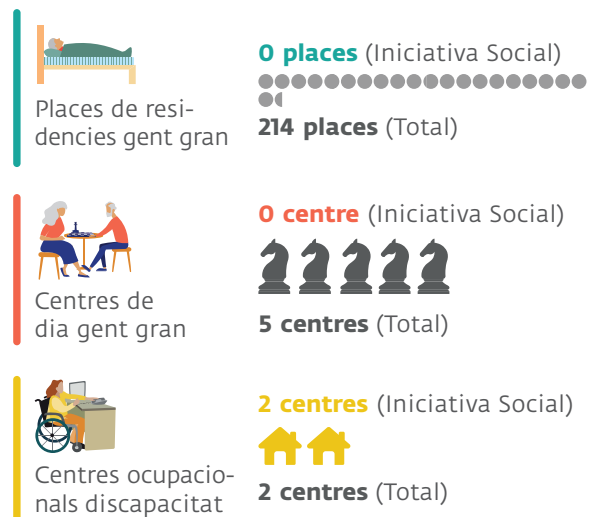 Places de resi-
dencies gent gran
0 places (Iniciativa Social)
214 places (Total)
Centres de
dia gent gran
0 centre (Iniciativa Social)
5 centres (Total)
Centres ocupacio-
nals discapacitat
2 centres (Iniciativa Social)
2 centres (Total)